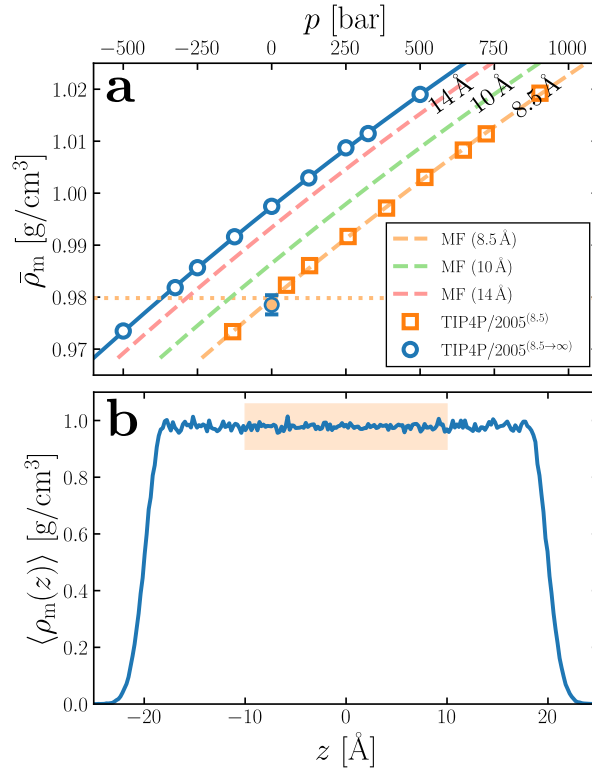 p [bar]
−500 −250 0 250 500 750 1000
a
14 Å 10 Å 8.5 Å
1.02
1.01
1.00
0.99
0.98
0.97
ρ̄ₘ [g/cm³]
MF (8.5 Å)
MF (10 Å)
MF (14 Å)
TIP4P/2005⁽⁸·⁵⁾
TIP4P/2005⁽⁸·⁵→∞⁾
b
1.0
0.8
0.6
0.4
0.2
0.0
⟨ρₘ(z)⟩ [g/cm³]
−20 −10 0 10 20
z [Å]